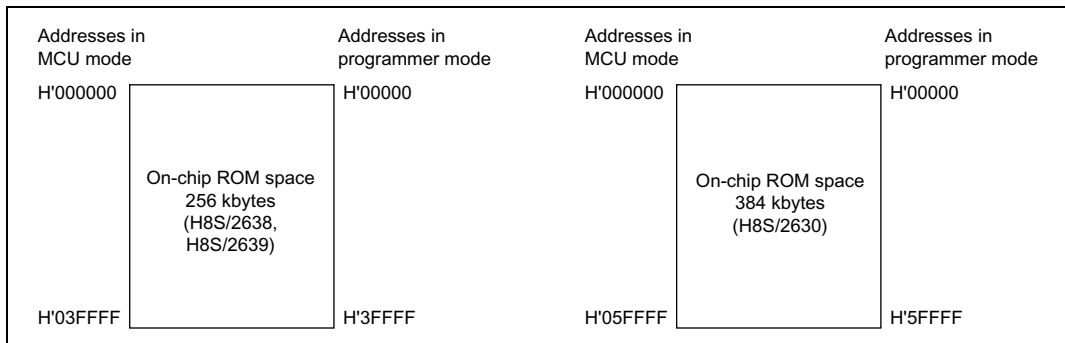 Addresses in
MCU mode
Addresses in
programmer mode
H'000000
H'00000
On-chip ROM space
256 kbytes
(H8S/2638,
H8S/2639)
H'03FFFF
H'3FFFF
Addresses in
MCU mode
Addresses in
programmer mode
H'000000
H'00000
On-chip ROM space
384 kbytes
(H8S/2630)
H'05FFFF
H'5FFFF